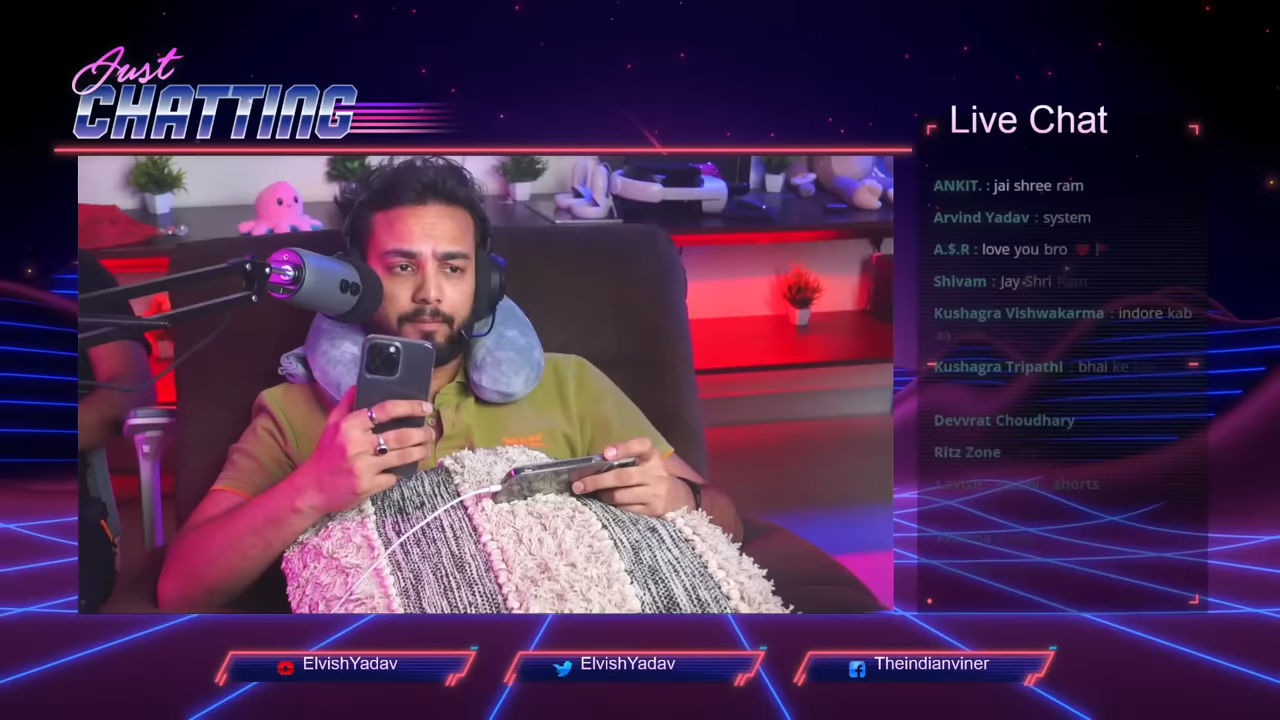 Just
CHATTING
Live Chat
ANKIT. : jai shree ram
Arvind Yadav : system
A.$.R : love you bro
Shivam : Jay Shri Ram
Kushagra Vishwakarma : indore kab
aa
Kushagra Tripathi : bhai ke
Devvrat Choudhary
Ritz Zone
shorts
ElvishYadav
ElvishYadav
Theindianviner